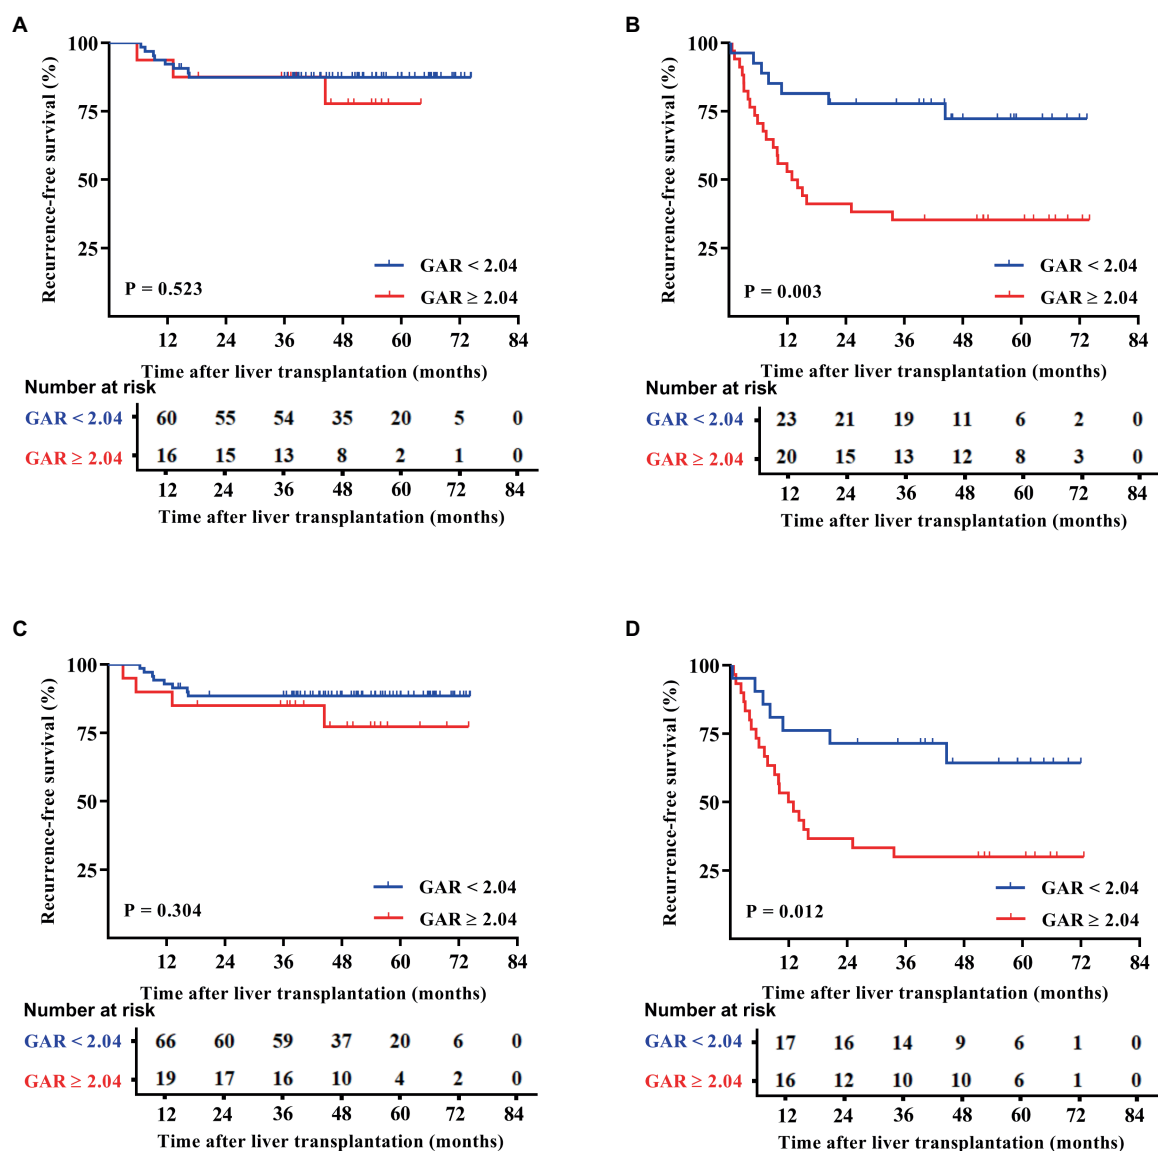 A
Recurrence-free survival (%)
100
75
50
25
GAR < 2.04
GAR ≥ 2.04
P = 0.523
12 24 36 48 60 72 84
Time after liver transplantation (months)
Number at risk
GAR < 2.04 60 55 54 35 20 5 0
GAR ≥ 2.04 16 15 13 8 2 1 0
12 24 36 48 60 72 84
Time after liver transplantation (months)
B
Recurrence-free survival (%)
100
75
50
25
GAR < 2.04
GAR ≥ 2.04
P = 0.003
12 24 36 48 60 72 84
Time after liver transplantation (months)
Number at risk
GAR < 2.04 23 21 19 11 6 2 0
GAR ≥ 2.04 20 15 13 12 8 3 0
12 24 36 48 60 72 84
Time after liver transplantation (months)
C
Recurrence-free survival (%)
100
75
50
25
GAR < 2.04
GAR ≥ 2.04
P = 0.304
12 24 36 48 60 72 84
Time after liver transplantation (months)
Number at risk
GAR < 2.04 66 60 59 37 20 6 0
GAR ≥ 2.04 19 17 16 10 4 2 0
12 24 36 48 60 72 84
Time after liver transplantation (months)
D
Recurrence-free survival (%)
100
75
50
25
GAR < 2.04
GAR ≥ 2.04
P = 0.012
12 24 36 48 60 72 84
Time after liver transplantation (months)
Number at risk
GAR < 2.04 17 16 14 9 6 1 0
GAR ≥ 2.04 16 12 10 10 6 1 0
12 24 36 48 60 72 84
Time after liver transplantation (months)